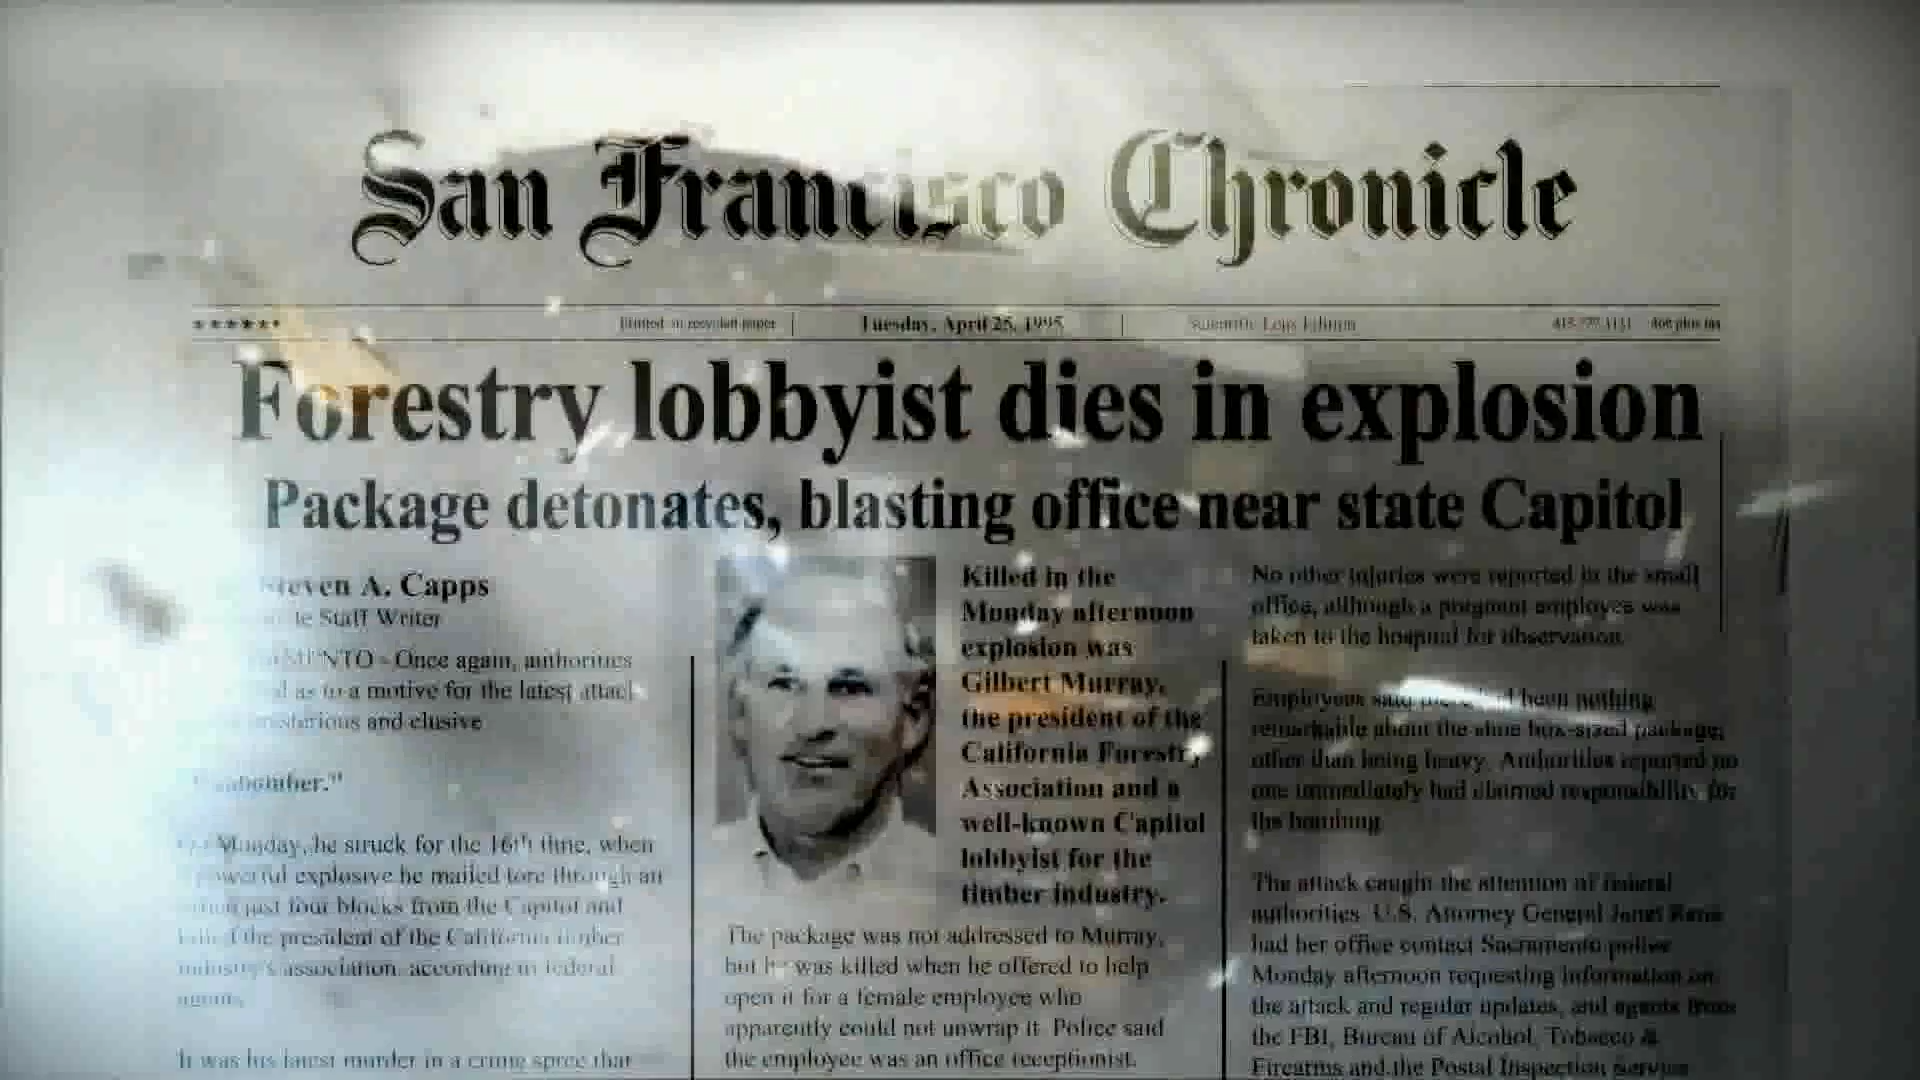 San Francisco Chronicle
Printed on recycled paper
Tuesday, April 25, 1995
415-777-1111
Forestry lobbyist dies in explosion
Package detonates, blasting office near state Capitol
Steven A. Capps
Staff Writer
- Once again, authorities
as to a motive for the latest attack
mysterious and elusive
Monday, he struck for the 16th time, when
powerful explosive he mailed tore through an
just four blocks from the Capitol and
the president of the California timber
industry's association, according to federal
agents.
It was his latest murder in a crime spree that
Killed in the
Monday afternoon
explosion was
Gilbert Murray,
the president of the
California Forestry
Association and a
well-known Capitol
lobbyist for the
timber industry.
The package was not addressed to Murray,
but he was killed when he offered to help
open it for a female employee who
apparently could not unwrap it. Police said
the employee was an office receptionist.
No other injuries were reported in the small
office, although a pregnant employee was
taken to the hospital for observation.
Employees said been nothing
remarkable about the shoe box-sized package,
other than being heavy. Authorities reported no
one immediately had claimed responsibility for
the bombing.
The attack caught the attention of federal
authorities. U.S. Attorney General Janet Reno
had her office contact Sacramento police
Monday afternoon requesting information on
the attack and regular updates, and agents from
the FBI, Bureau of Alcohol, Tobacco &
Firearms and the Postal Inspection Service